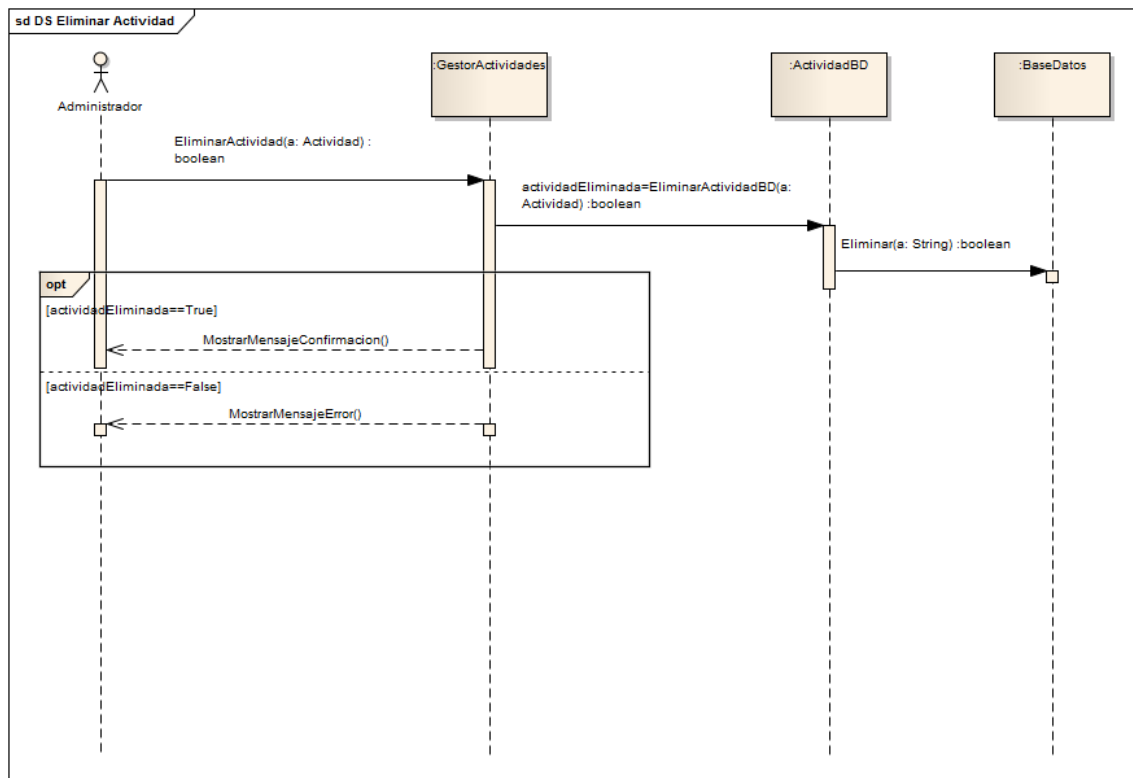 sd DS Eliminar Actividad
Administrador
:GestorActividades
:ActividadBD
:BaseDatos
EliminarActividad(a: Actividad) :
boolean
actividadEliminada=EliminarActividadBD(a:
Actividad) :boolean
Eliminar(a: String) :boolean
opt
[actividadEliminada==True]
MostrarMensajeConfirmacion()
[actividadEliminada==False]
MostrarMensajeError()